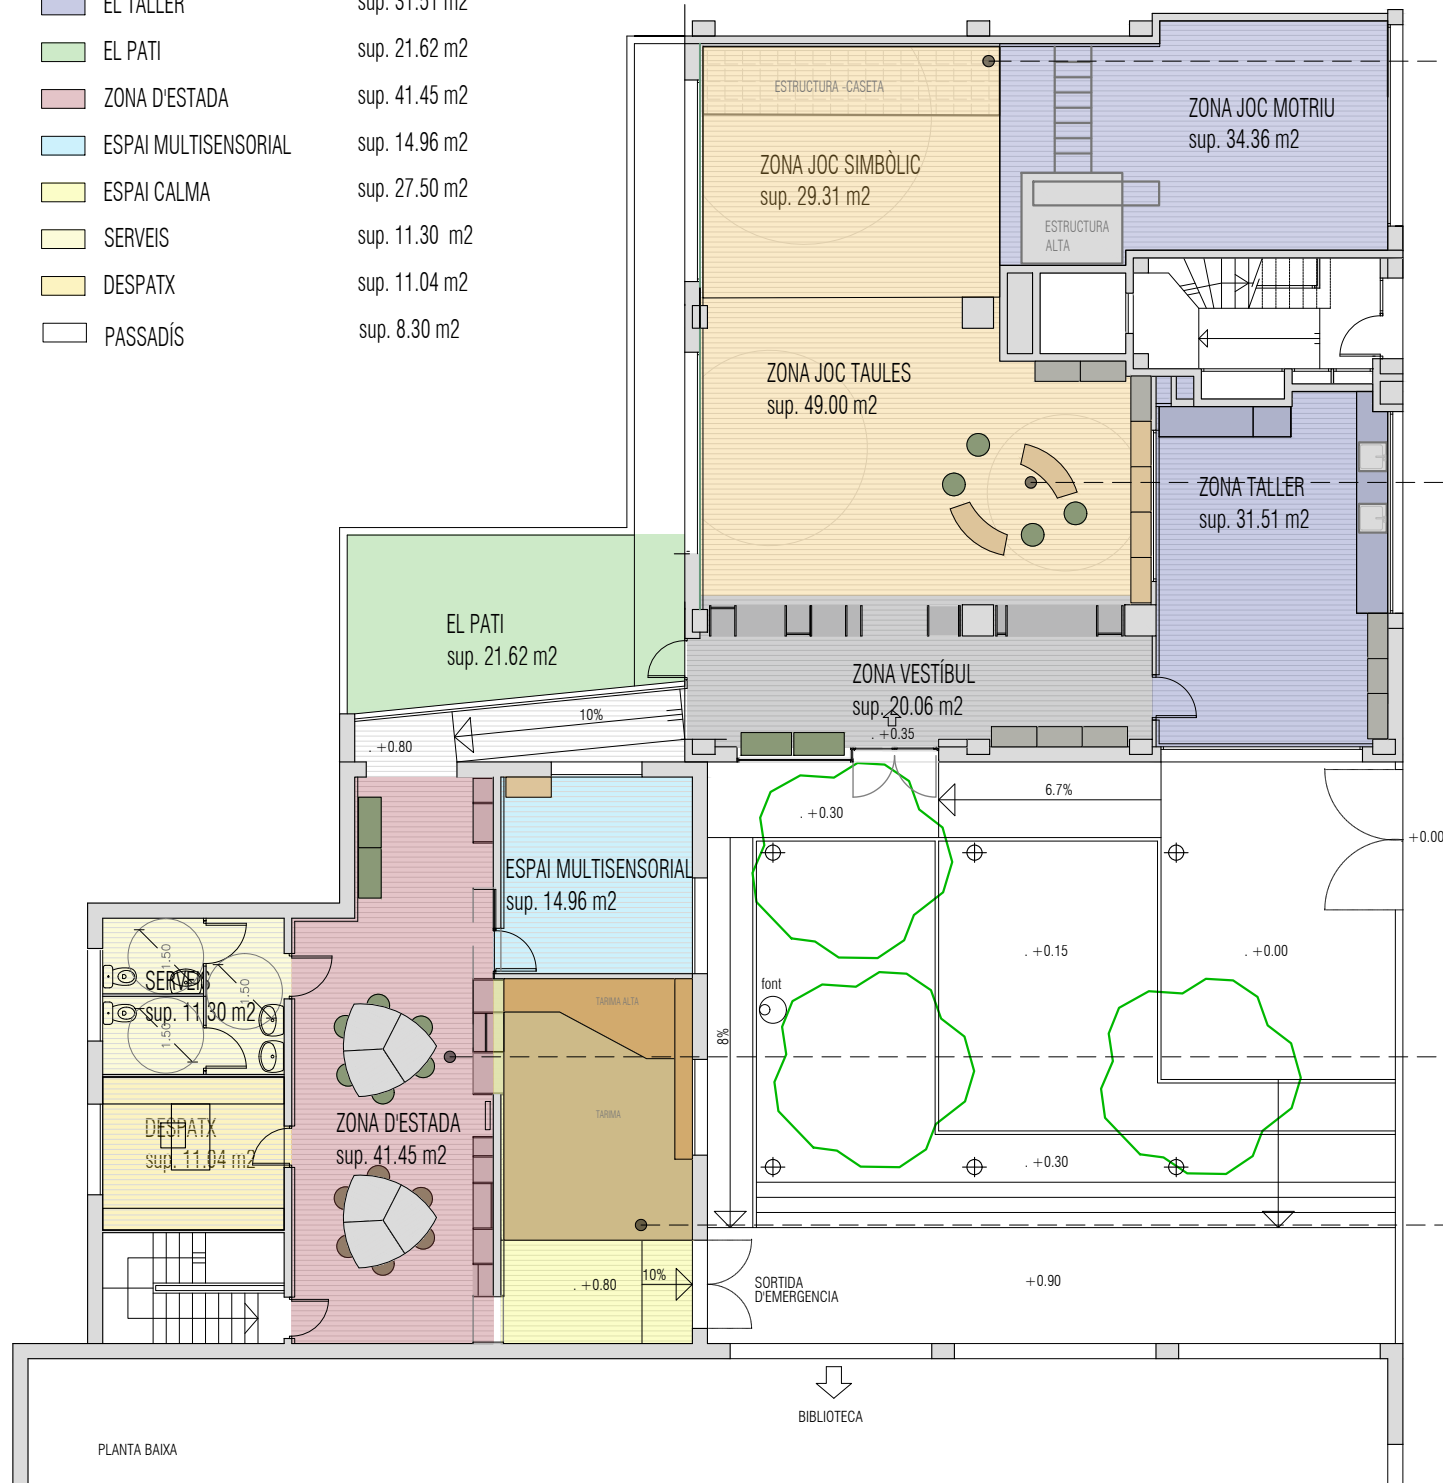 EL TALLER sup. 31.51 m2
EL PATI sup. 21.62 m2
ZONA D'ESTADA sup. 41.45 m2
ESPAI MULTISENSORIAL sup. 14.96 m2
ESPAI CALMA sup. 27.50 m2
SERVEIS sup. 11.30 m2
DESPATX sup. 11.04 m2
PASSADÍS sup. 8.30 m2
ESTRUCTURA -CASETA
ZONA JOC MOTRIU
sup. 34.36 m2
ZONA JOC SIMBÒLIC
sup. 29.31 m2
ESTRUCTURA
ALTA
ZONA JOC TAULES
sup. 49.00 m2
ZONA TALLER
sup. 31.51 m2
EL PATI
sup. 21.62 m2
ZONA VESTÍBUL
sup. 20.06 m2
. +0.35
10%
. +0.80
6.7%
. +0.30
+0.00
ESPAI MULTISENSORIAL
sup. 14.96 m2
. +0.15
. +0.00
1.50
SERVEIS
sup. 11.30 m2
1.50
1.50
font
8%
TARIMA ALTA
TARIMA
DESPATX
sup. 11.04 m2
ZONA D'ESTADA
sup. 41.45 m2
. +0.30
. +0.80
10%
SORTIDA
D'EMERGENCIA
+0.90
BIBLIOTECA
PLANTA BAIXA